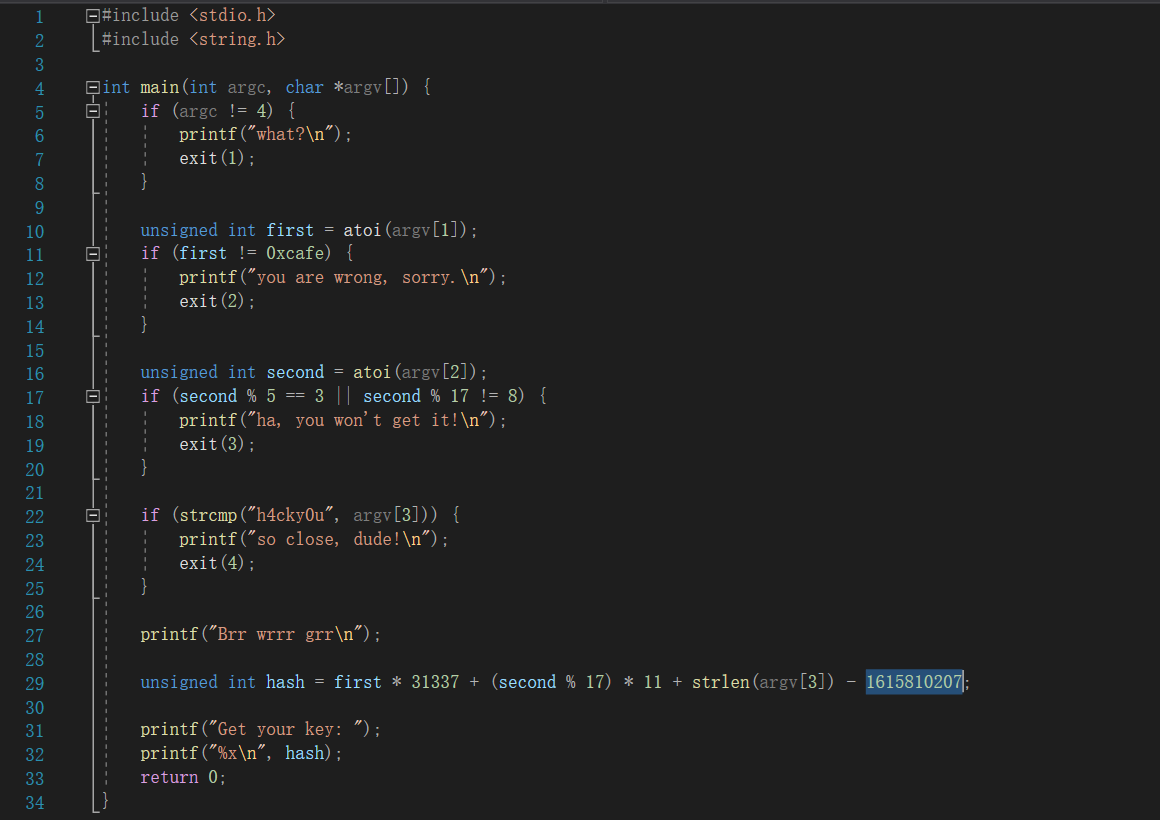 1 #include <stdio.h>
2 #include <string.h>
3
4 int main(int argc, char *argv[]) {
5     if (argc != 4) {
6         printf("what?\n");
7         exit(1);
8     }
9
10     unsigned int first = atoi(argv[1]);
11     if (first != 0xcafe) {
12         printf("you are wrong, sorry.\n");
13         exit(2);
14     }
15
16     unsigned int second = atoi(argv[2]);
17     if (second % 5 == 3 || second % 17 != 8) {
18         printf("ha, you won't get it!\n");
19         exit(3);
20     }
21
22     if (strcmp("h4cky0u", argv[3])) {
23         printf("so close, dude!\n");
24         exit(4);
25     }
26
27     printf("Brr wrrr grr\n");
28
29     unsigned int hash = first * 31337 + (second % 17) * 11 + strlen(argv[3]) - 1615810207;
30
31     printf("Get your key: ");
32     printf("%x\n", hash);
33     return 0;
34 }